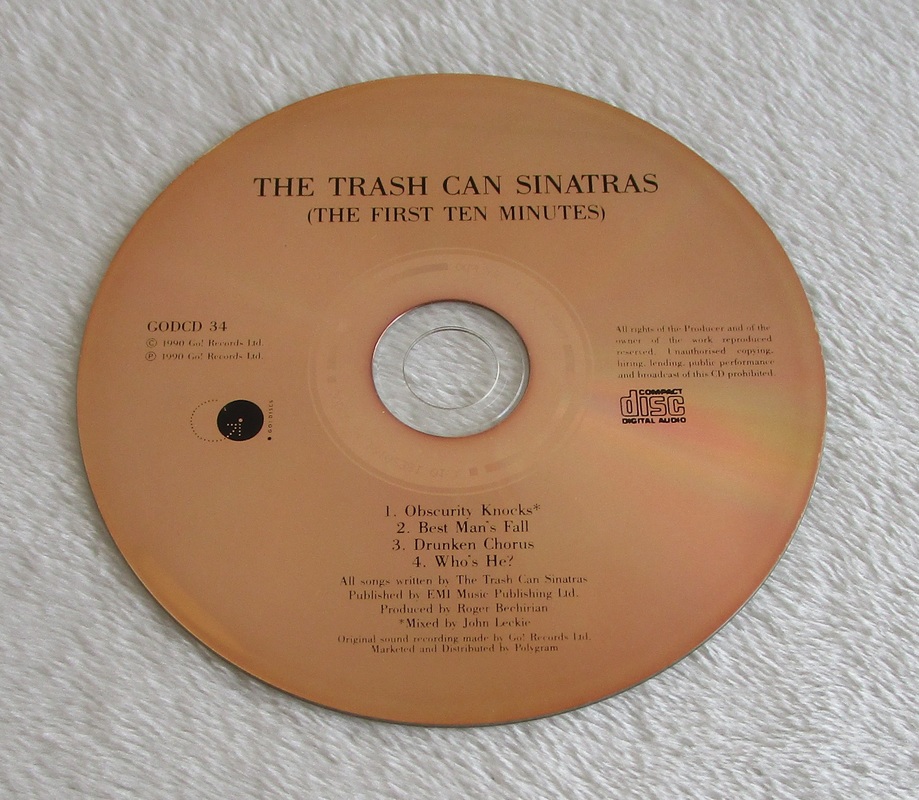 THE TRASH CAN SINATRAS
(THE FIRST TEN MINUTES)
GODCD 34
© 1990 Go! Records Ltd.
℗ 1990 Go! Records Ltd.
GO! DISCS
All rights of the Producer and of the
owner of the work reproduced
reserved. Unauthorised copying,
hiring, lending, public performance
and broadcast of this CD prohibited.
COMPACT
disc
DIGITAL AUDIO
1. Obscurity Knocks*
2. Best Man's Fall
3. Drunken Chorus
4. Who's He?
All songs written by The Trash Can Sinatras
Published by EMI Music Publishing Ltd.
Produced by Roger Bechirian
*Mixed by John Leckie
Original sound recording made by Go! Records Ltd.
Marketed and Distributed by Polygram